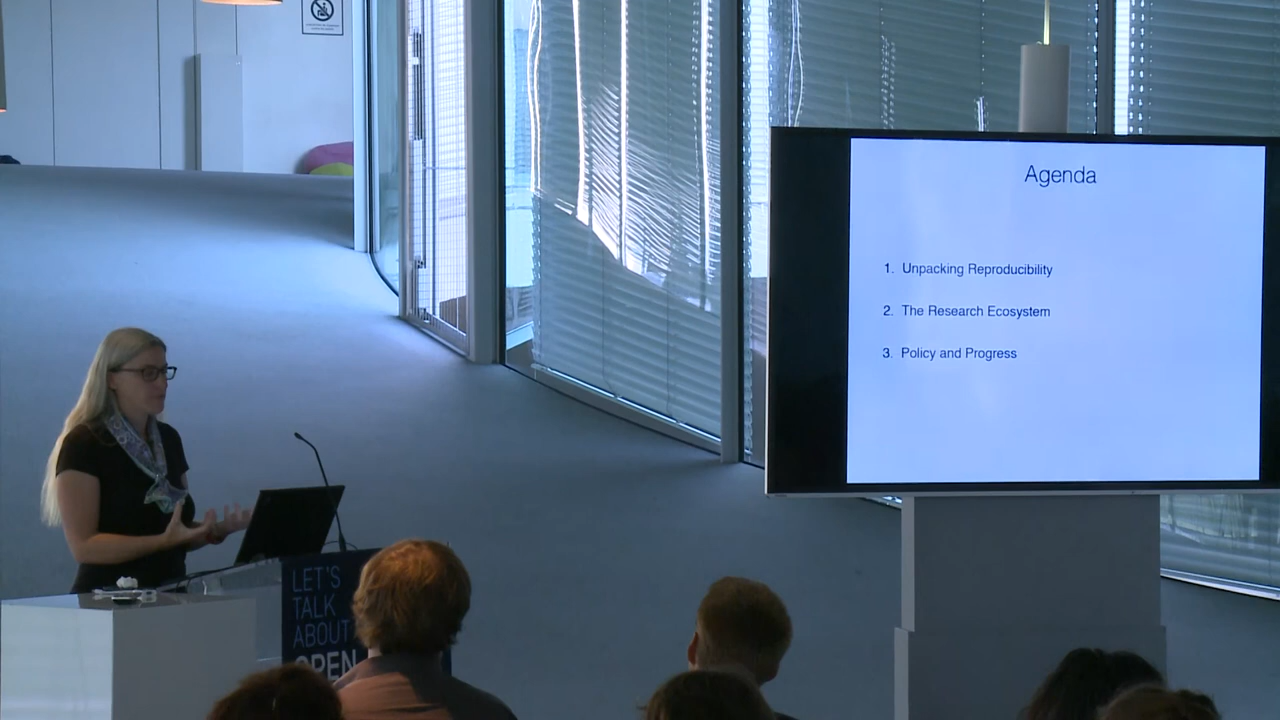 Agenda
1. Unpacking Reproducibility
2. The Research Ecosystem
3. Policy and Progress
LET'S
TALK
ABOUT
OPEN